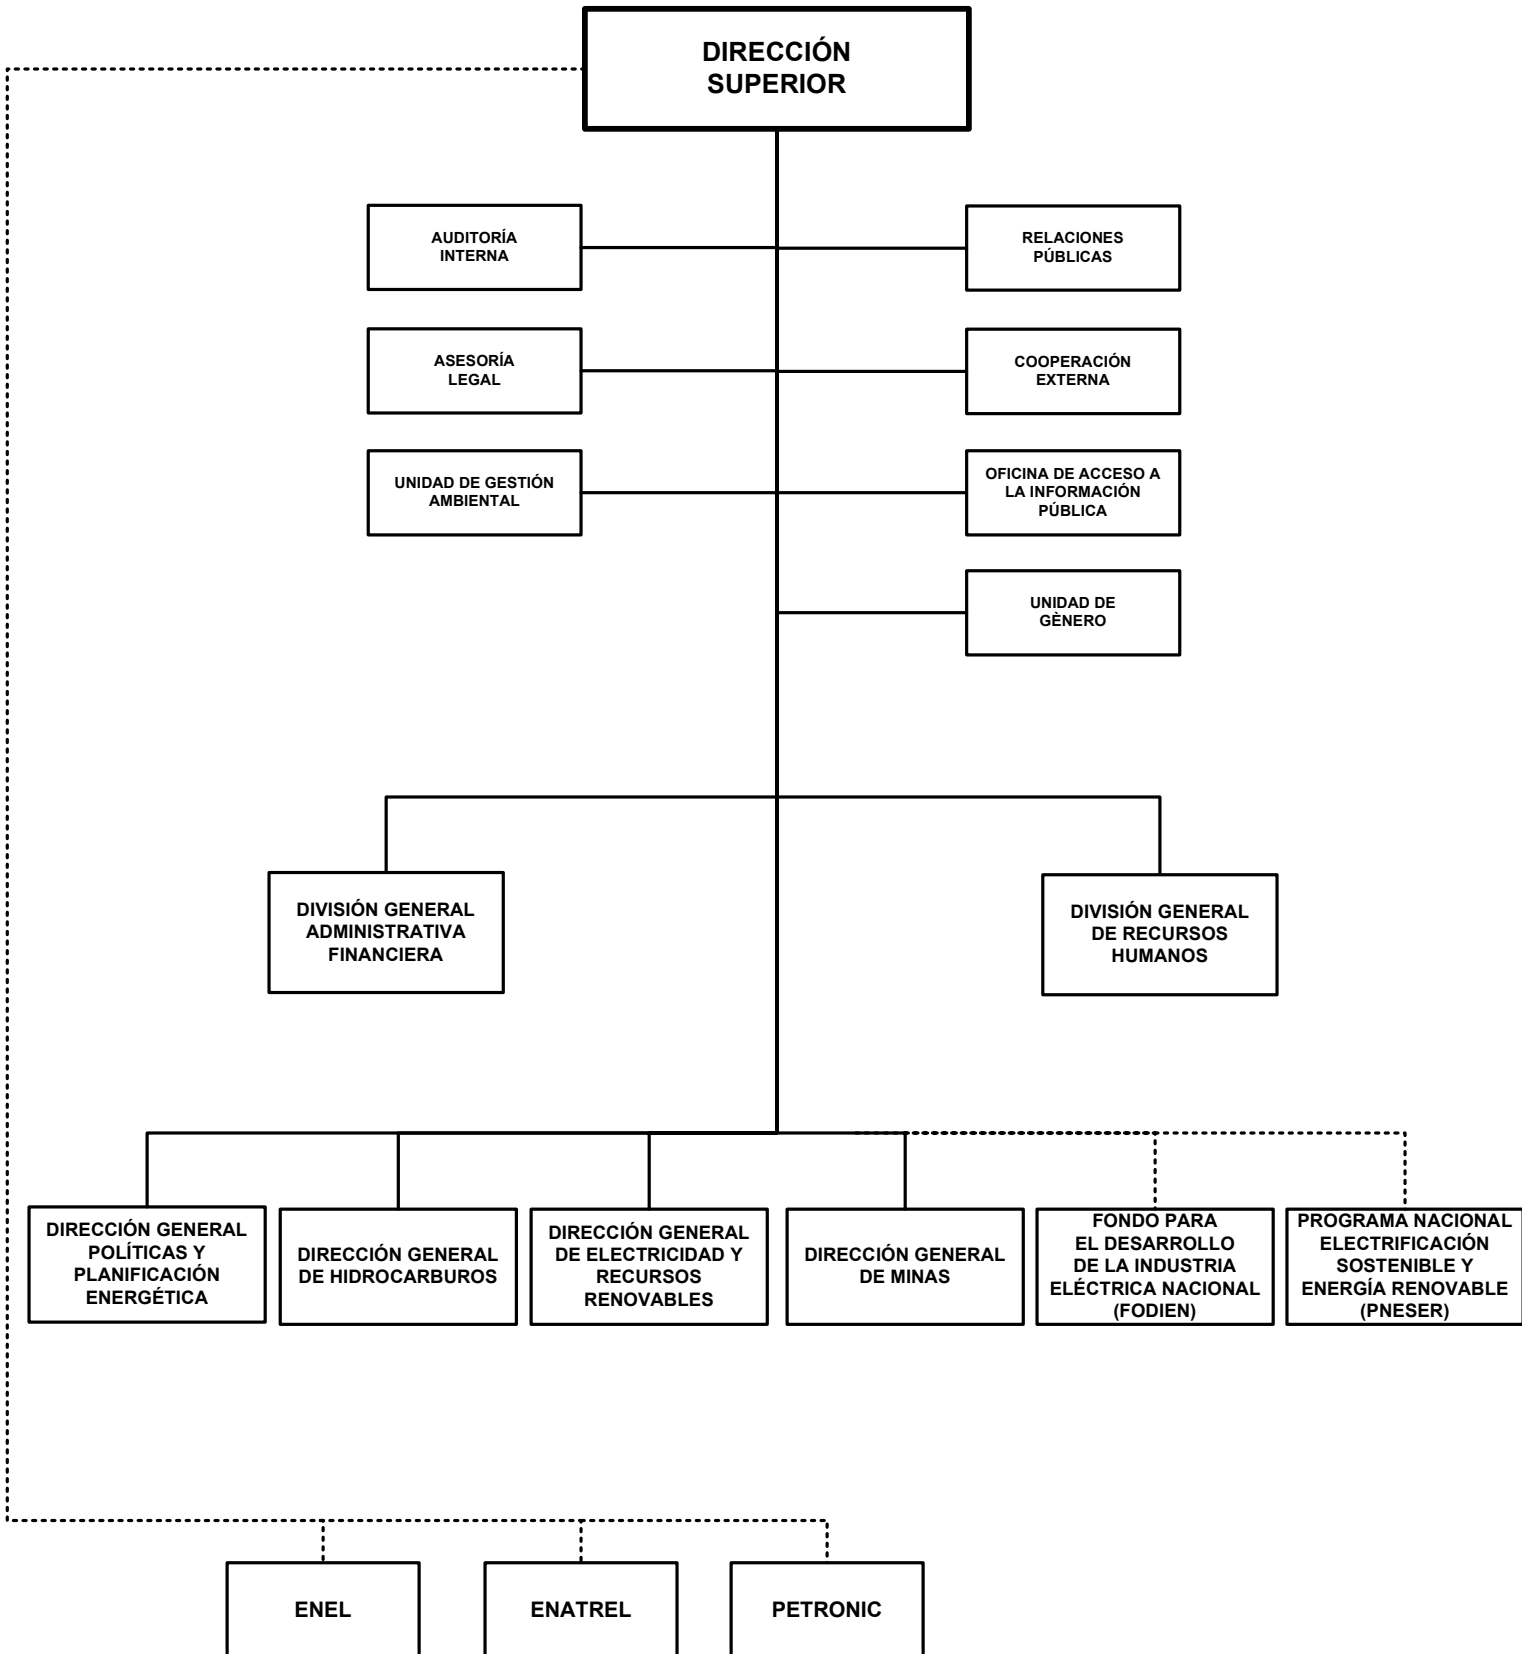 DIRECCIÓN
SUPERIOR
AUDITORÍA
INTERNA
RELACIONES
PÚBLICAS
ASESORÍA
LEGAL
COOPERACIÓN
EXTERNA
UNIDAD DE GESTIÓN
AMBIENTAL
OFICINA DE ACCESO A
LA INFORMACIÓN
PÚBLICA
UNIDAD DE
GÈNERO
DIVISIÓN GENERAL
ADMINISTRATIVA
FINANCIERA
DIVISIÓN GENERAL
DE RECURSOS
HUMANOS
DIRECCIÓN GENERAL
POLÍTICAS Y
PLANIFICACIÓN
ENERGÉTICA
DIRECCIÓN GENERAL
DE HIDROCARBUROS
DIRECCIÓN GENERAL
DE ELECTRICIDAD Y
RECURSOS
RENOVABLES
DIRECCIÓN GENERAL
DE MINAS
FONDO PARA
EL DESARROLLO
DE LA INDUSTRIA
ELÉCTRICA NACIONAL
(FODIEN)
PROGRAMA NACIONAL
ELECTRIFICACIÓN
SOSTENIBLE Y
ENERGÍA RENOVABLE
(PNESER)
ENEL
ENATREL
PETRONIC